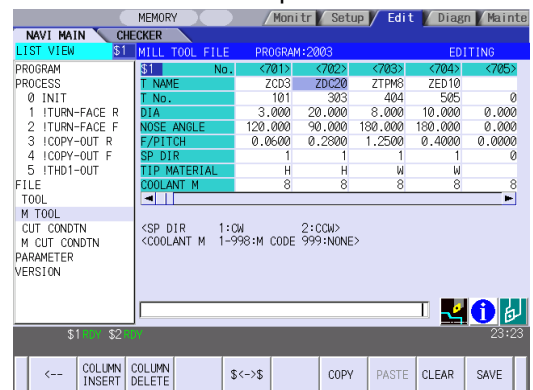 MEMORY Monitr Setup Edit Diagn Mainte
NAVI MAIN CHECKER
LIST VIEW $1 MILL TOOL FILE PROGRAM:2003 EDITING
PROGRAM $1 No. <701> <702> <703> <704> <705>
PROCESS T NAME ZCD3 ZDC20 ZTPM8 ZED10
0 INIT T No. 101 303 404 505 0
1 !TURN-FACE R DIA 3.000 20.000 8.000 10.000 0.000
2 !TURN-FACE F NOSE ANGLE 120.000 90.000 180.000 180.000 0.000
3 !COPY-OUT R F/PITCH 0.0600 0.2800 1.2500 0.4000 0.0000
4 !COPY-OUT F SP DIR 1 1 1 1 0
5 !THD1-OUT TIP MATERIAL H H W W
FILE COOLANT M 8 8 8 8 8
TOOL
M TOOL
CUT CONDTN <SP DIR 1:CW 2:CCW>
M CUT CONDTN <COOLANT M 1-998:M CODE 999:NONE>
PARAMETER
VERSION
$1 RDY $2 RDY 23:23
<-- COLUMN INSERT COLUMN DELETE $<->$ COPY PASTE CLEAR SAVE